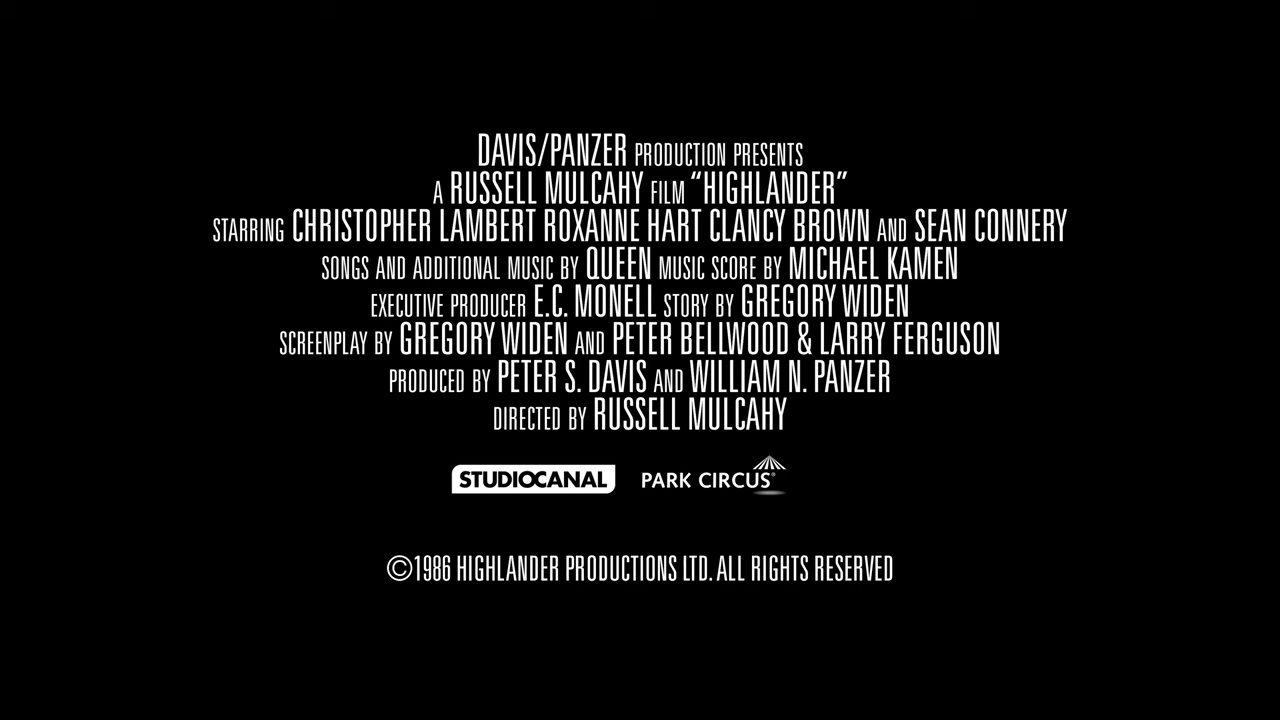 DAVIS/PANZER PRODUCTION PRESENTS
A RUSSELL MULCAHY FILM “HIGHLANDER”
STARRING CHRISTOPHER LAMBERT ROXANNE HART CLANCY BROWN AND SEAN CONNERY
SONGS AND ADDITIONAL MUSIC BY QUEEN MUSIC SCORE BY MICHAEL KAMEN
EXECUTIVE PRODUCER E.C. MONELL STORY BY GREGORY WIDEN
SCREENPLAY BY GREGORY WIDEN AND PETER BELLWOOD & LARRY FERGUSON
PRODUCED BY PETER S. DAVIS AND WILLIAM N. PANZER
DIRECTED BY RUSSELL MULCAHY
STUDIOCANAL PARK CIRCUS®
©1986 HIGHLANDER PRODUCTIONS LTD. ALL RIGHTS RESERVED